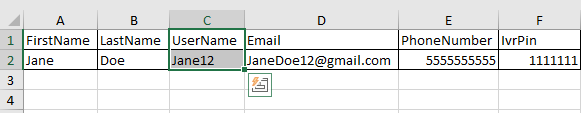 A B C D E F
1 FirstName LastName UserName Email PhoneNumber IvrPin
2 Jane Doe Jane12 JaneDoe12@gmail.com 5555555555 1111111
3
4